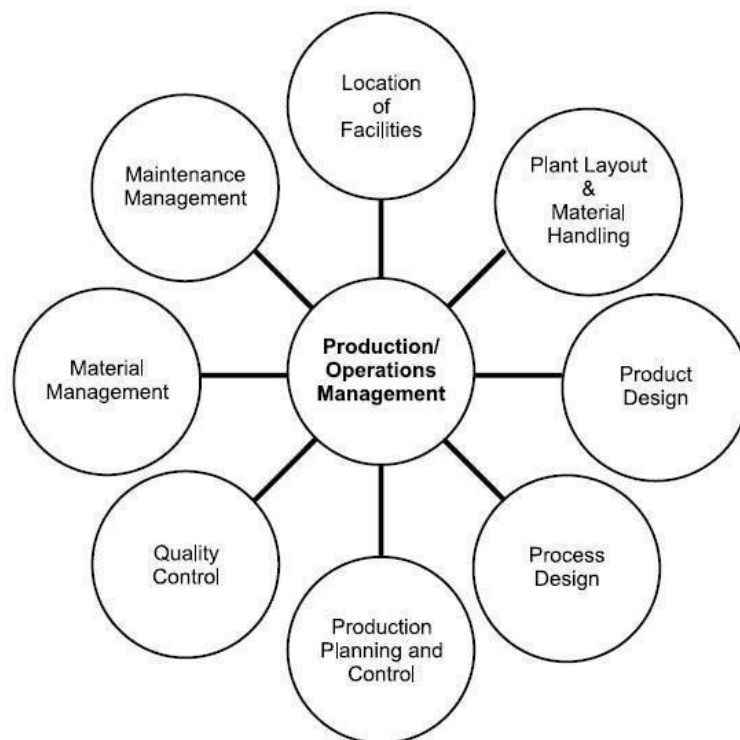 Location
of
Facilities
Plant Layout
&
Material
Handling
Product
Design
Process
Design
Production
Planning and
Control
Quality
Control
Material
Management
Maintenance
Management
Production/
Operations
Management